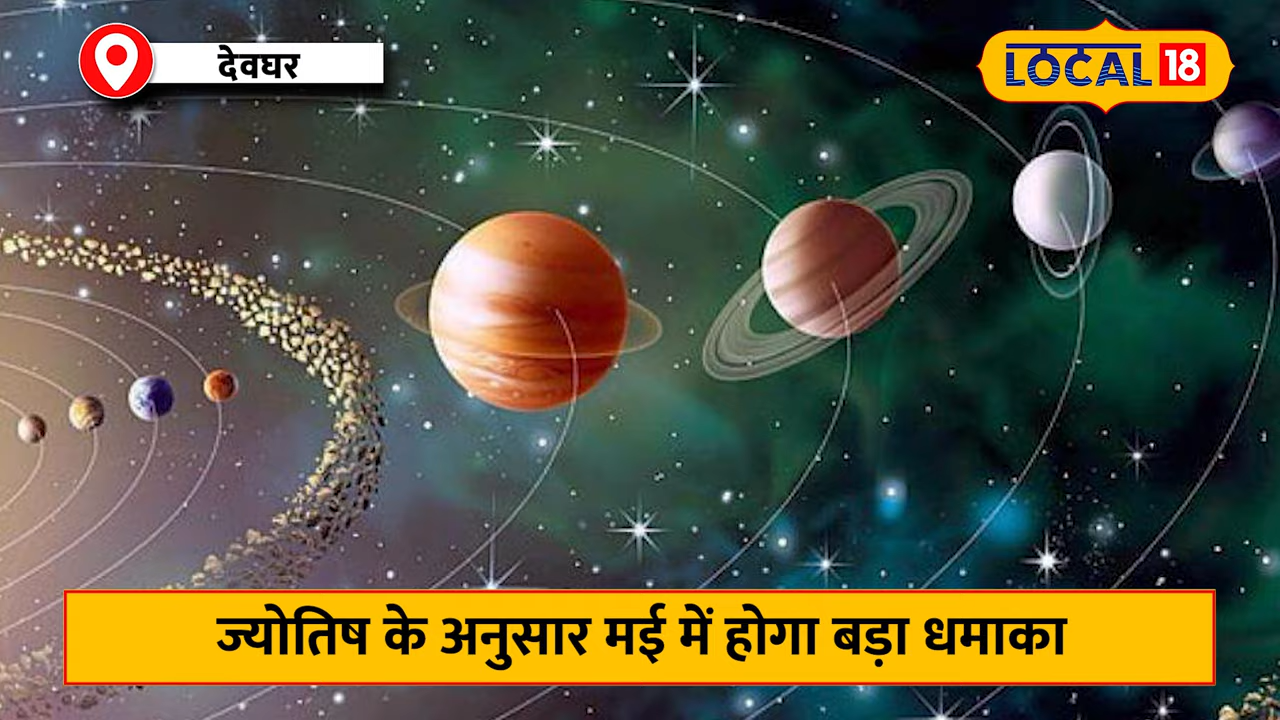 देवघर
LOCAL 18
ज्योतिष के अनुसार मई में होगा बड़ा धमाका